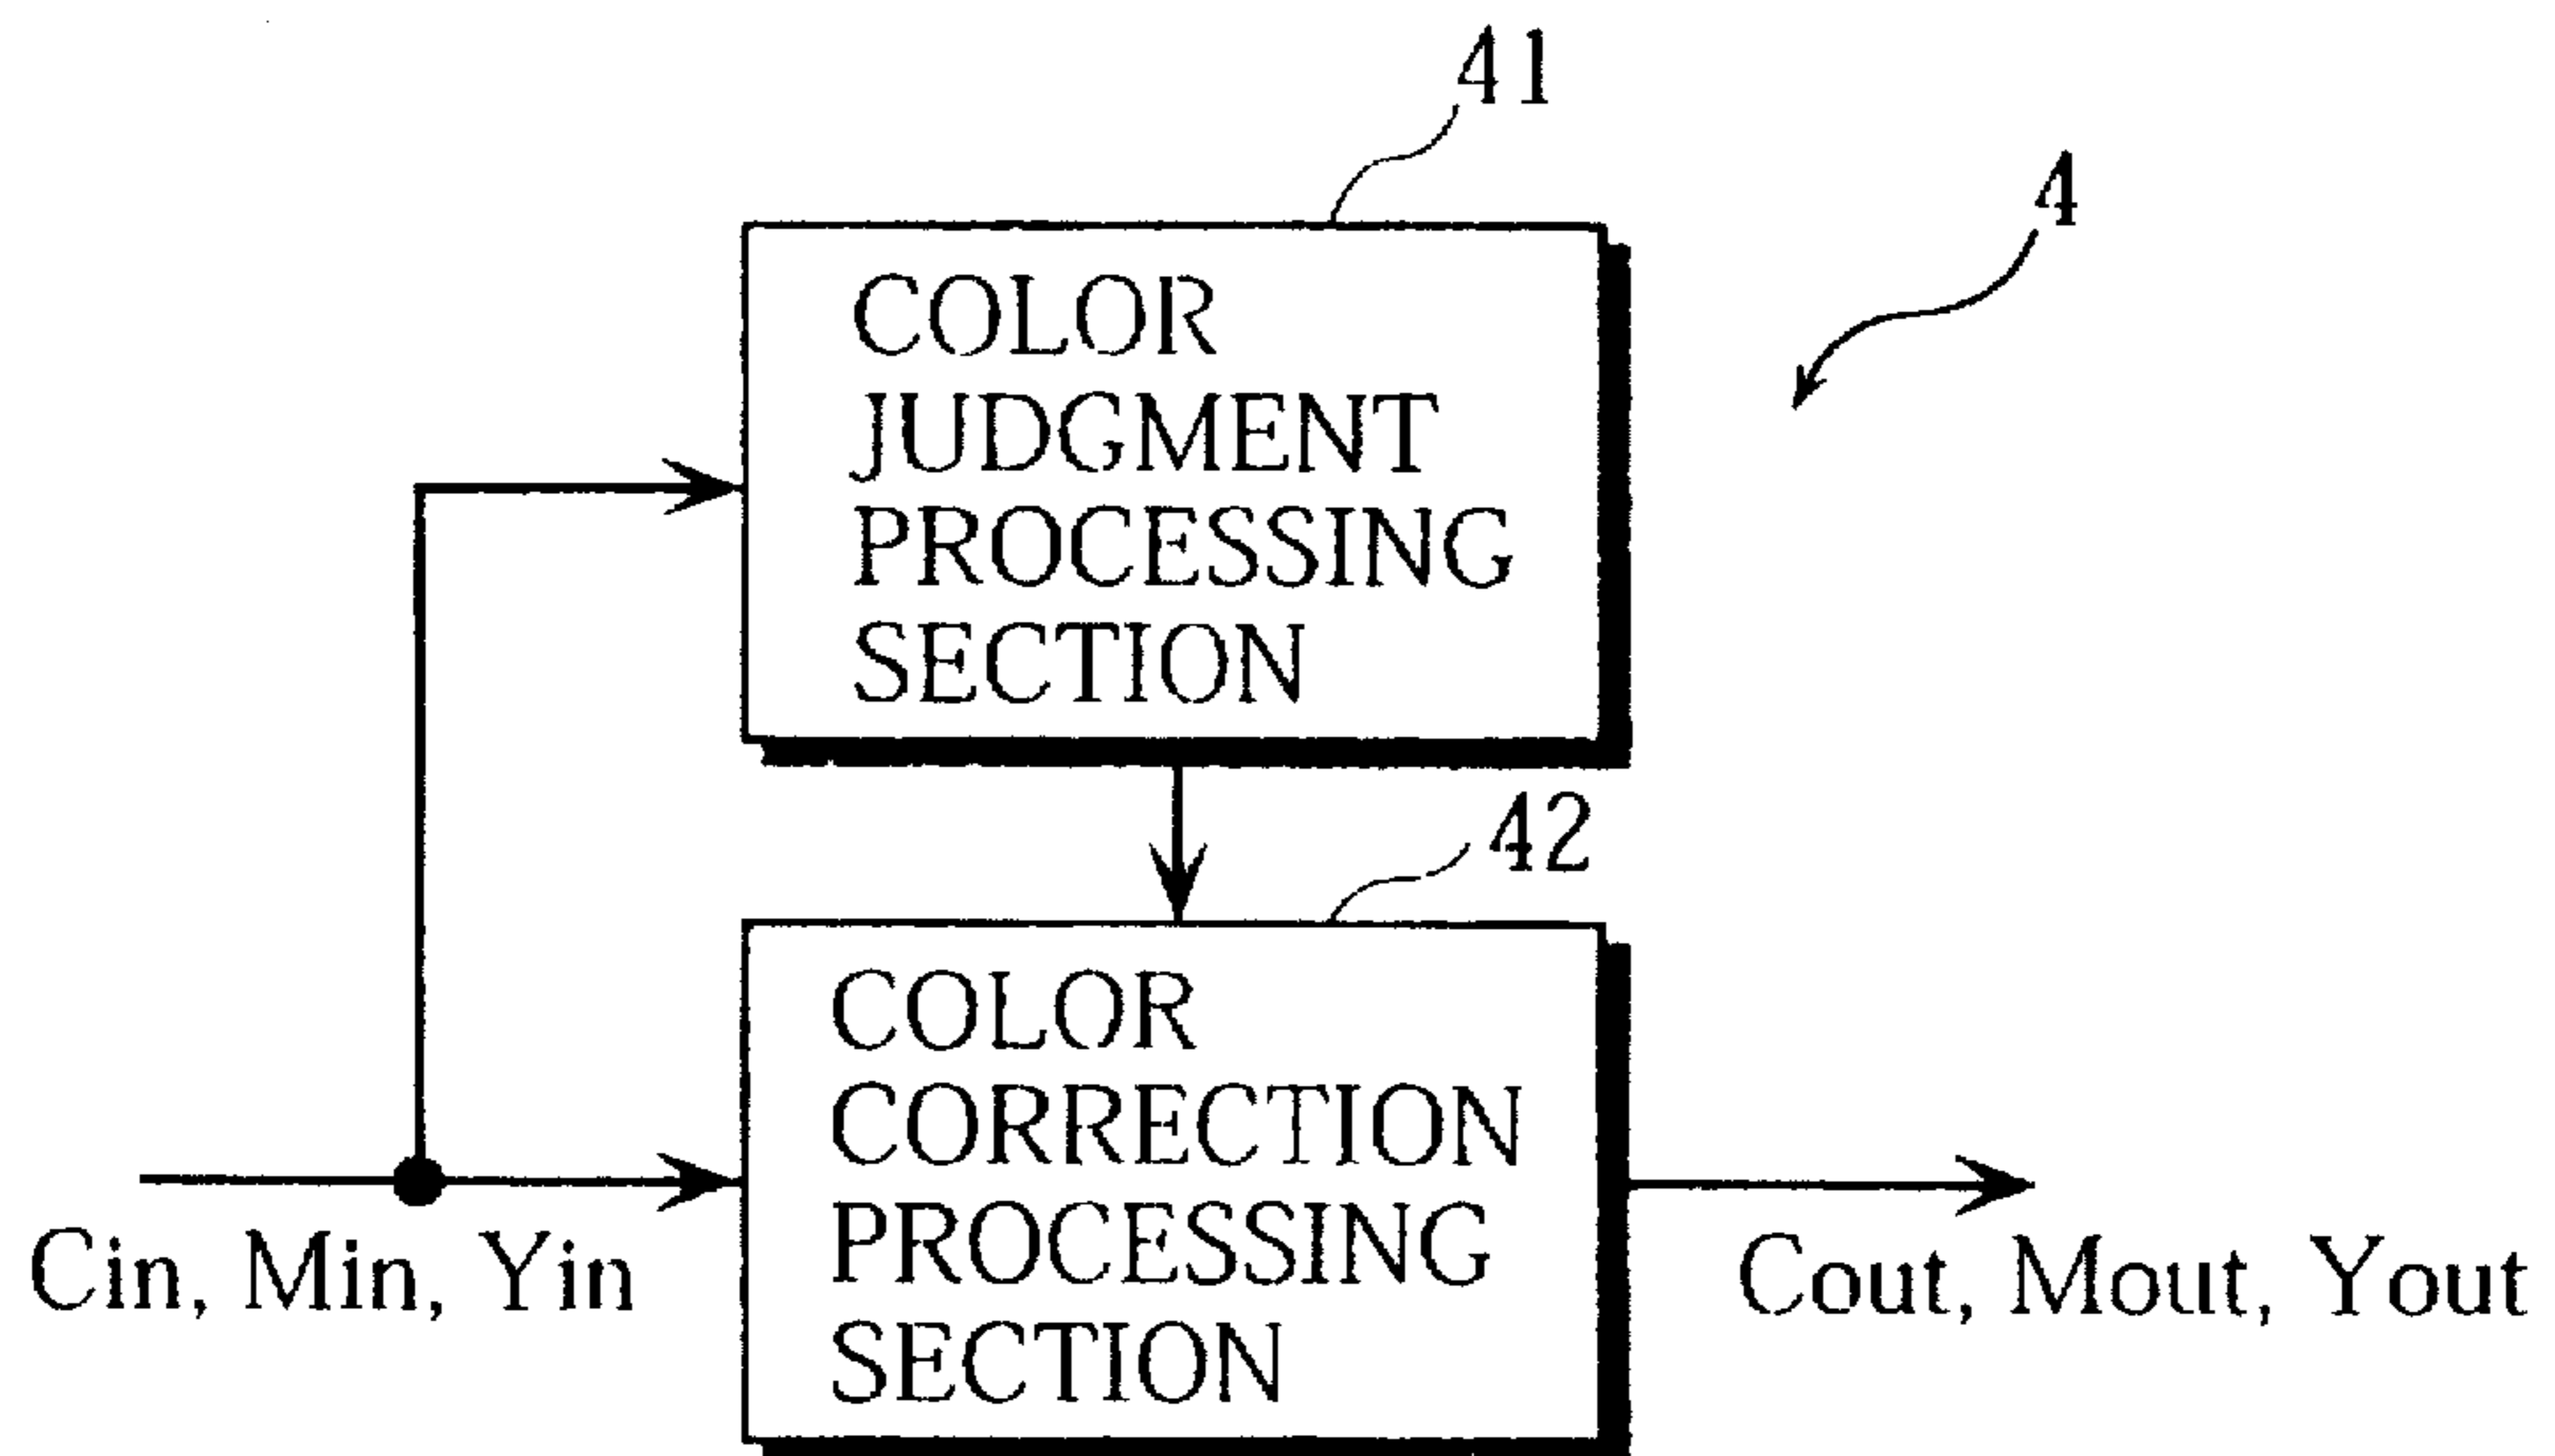 41
4
COLOR
JUDGMENT
PROCESSING
SECTION
42
COLOR
CORRECTION
PROCESSING
SECTION
Cin, Min, Yin
Cout, Mout, Yout